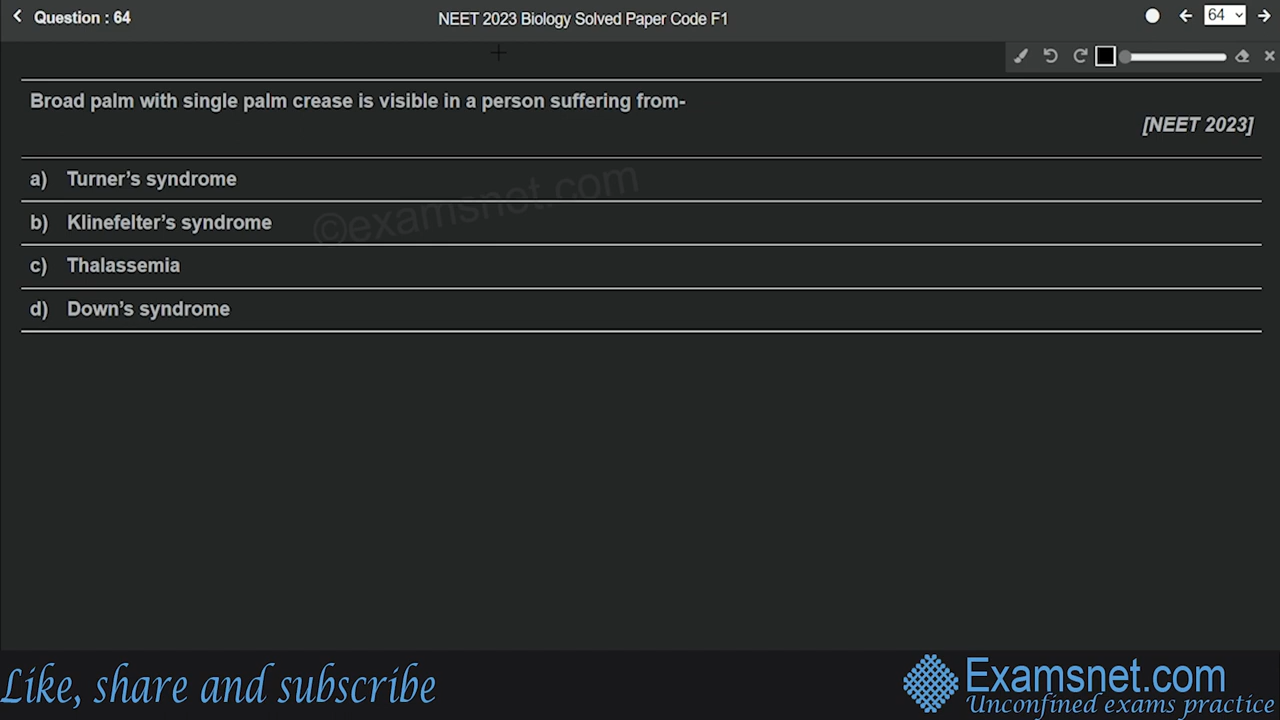 Question : 64
NEET 2023 Biology Solved Paper Code F1
64
Broad palm with single palm crease is visible in a person suffering from-
[NEET 2023]
a) Turner’s syndrome
b) Klinefelter’s syndrome
c) Thalassemia
d) Down’s syndrome
©examsnet.com
Like, share and subscribe
Examsnet.com
Unconfined exams practice